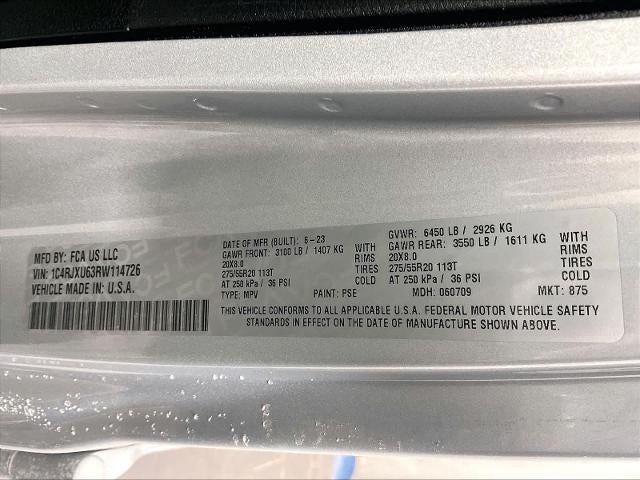 MFD BY: FCA US LLC
VIN: 1C4RJXU63RW114726
VEHICLE MADE IN U.S.A.
DATE OF MFR (BUILT): 6-23
GAWR FRONT: 3100 LB / 1407 KG WITH
20X8.0 RIMS
275/55R20 113T TIRES
AT 250 kPa / 36 PSI COLD
TYPE: MPV PAINT: PSE
GVWR: 6450 LB / 2926 KG
GAWR REAR: 3550 LB / 1611 KG WITH
20X8.0 RIMS
275/55R20 113T TIRES
AT 250 kPa / 36 PSI COLD
MDH: 060709 MKT: 875
THIS VEHICLE CONFORMS TO ALL APPLICABLE U.S.A. FEDERAL MOTOR VEHICLE SAFETY
STANDARDS IN EFFECT ON THE DATE OF MANUFACTURE SHOWN ABOVE.